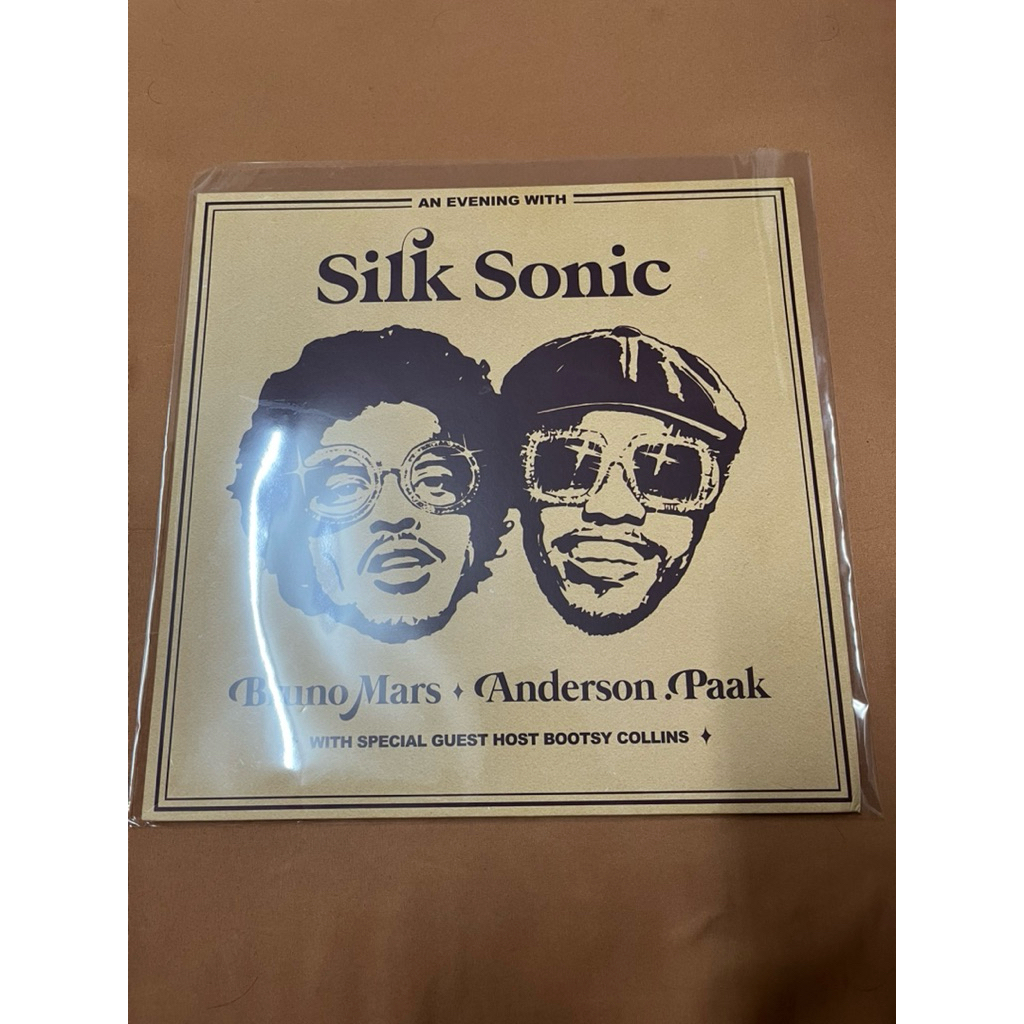 AN EVENING WITH
Silk Sonic
Bruno Mars ✦ Anderson .Paak
WITH SPECIAL GUEST HOST BOOTSY COLLINS ✦